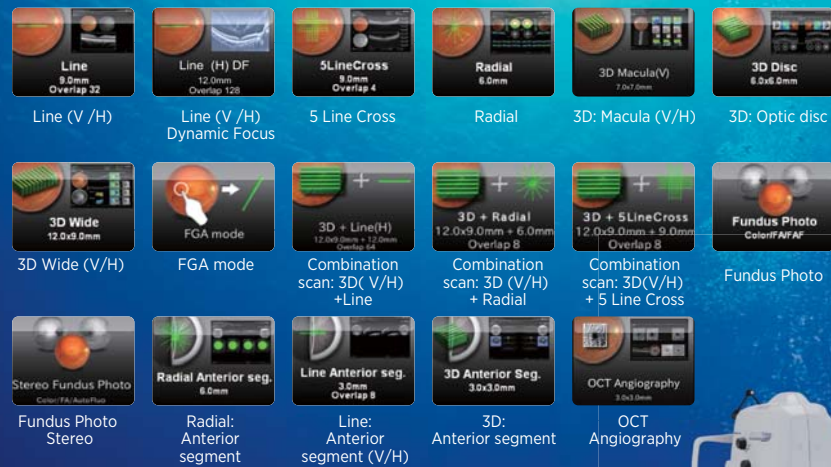 Line
9.0mm
Overlap 32
Line (V /H)
Line (H) DF
12.0mm
Overlap 128
Line (V /H)
Dynamic Focus
5LineCross
9.0mm
Overlap 4
5 Line Cross
Radial
6.0mm
Radial
3D Macula(V)
7.0x7.0mm
3D: Macula (V/H)
3D Disc
6.0x6.0mm
3D: Optic disc
3D Wide
12.0x9.0mm
3D Wide (V/H)
FGA mode
FGA mode
3D + Line(H)
12.0x9.0mm + 12.0mm
Overlap 64
Combination
scan: 3D( V/H)
+Line
3D + Radial
12.0x9.0mm + 6.0mm
Overlap 8
Combination
scan: 3D (V/H)
+ Radial
3D + 5LineCross
12.0x9.0mm + 9.0mm
Overlap 8
Combination
scan: 3D(V/H)
+ 5 Line Cross
Fundus Photo
Color/FA/FAF
Fundus Photo
Stereo Fundus Photo
Color/FA/AutoFluo
Fundus Photo
Stereo
Radial Anterior seg.
6.0mm
Radial:
Anterior
segment
Line Anterior seg.
3.0mm
Overlap 8
Line:
Anterior
segment (V/H)
3D Anterior Seg.
3.0x3.0mm
3D:
Anterior segment
OCT Angiography
3.0x3.0mm
OCT
Angiography